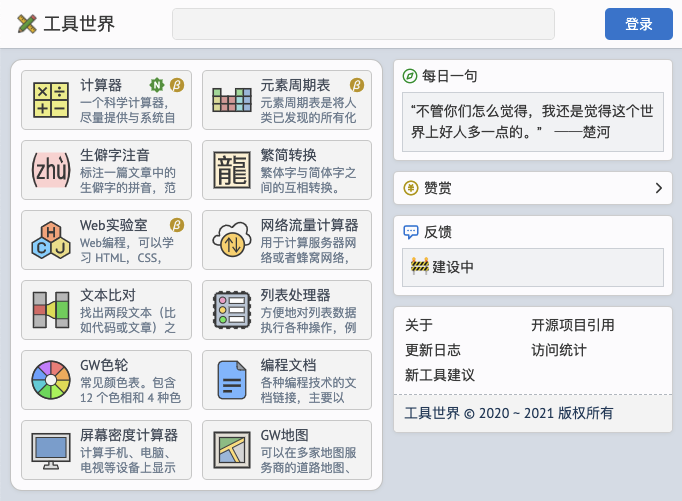 工具世界
登录
计算器
N β
一个科学计算器，
尽量提供与系统自
元素周期表
β
元素周期表是将人
类已发现的所有化
(zhù)
生僻字注音
标注一篇文章中的
生僻字的拼音，范
龍
繁简转换
繁体字与简体字之
间的互相转换。
H C J
Web实验室
β
Web编程，可以学
习 HTML，CSS，
网络流量计算器
用于计算服务器网
络或者蜂窝网络，
文本比对
找出两段文本（比
如代码或文章）之
列表处理器
方便地对列表数据
执行各种操作，例
GW色轮
常见颜色表。包含
12 个色相和 4 种色
编程文档
各种编程技术的文
档链接，主要以
屏幕密度计算器
计算手机、电脑、
电视等设备上显示
GW地图
可以在多家地图服
务商的道路地图、
每日一句
“不管你们怎么觉得，我还是觉得这个世
界上好人多一点的。” ——楚河
赞赏
反馈
建设中
关于
开源项目引用
更新日志
访问统计
新工具建议
工具世界 © 2020 ~ 2021 版权所有